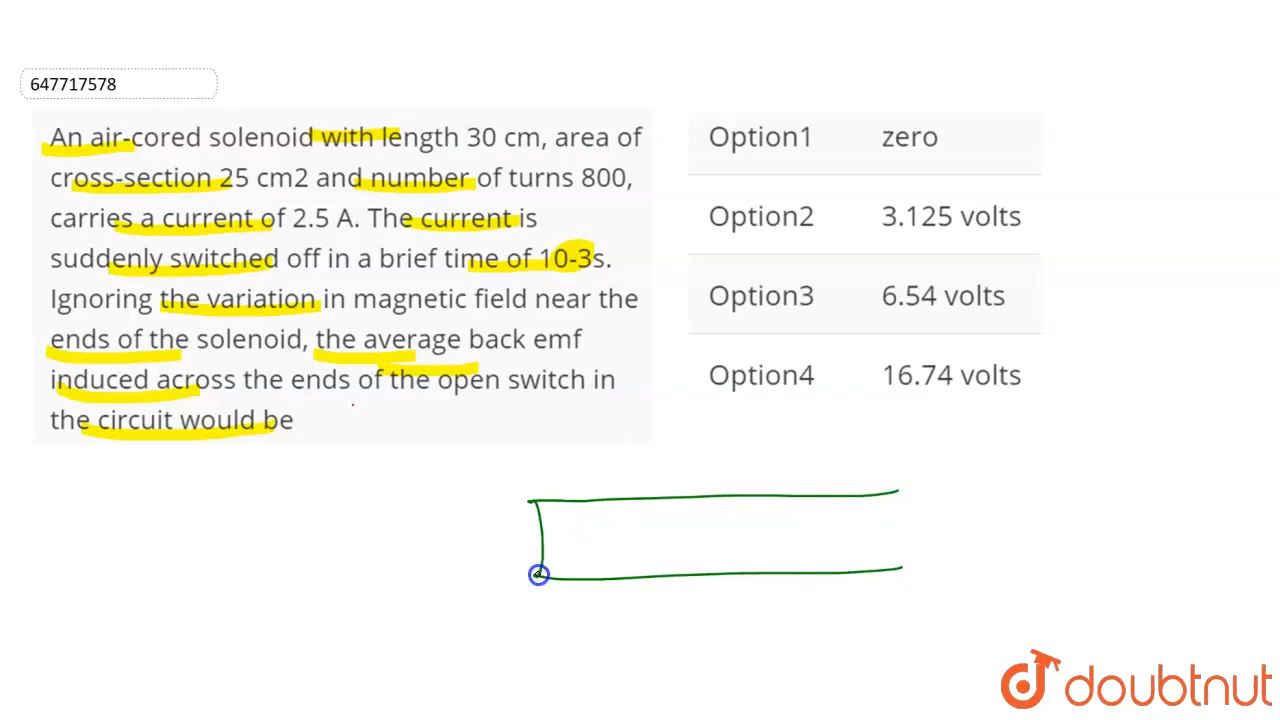 647717578
An air-cored solenoid with length 30 cm, area of
cross-section 25 cm2 and number of turns 800,
carries a current of 2.5 A. The current is
suddenly switched off in a brief time of 10-3s.
Ignoring the variation in magnetic field near the
ends of the solenoid, the average back emf
induced across the ends of the open switch in
the circuit would be
Option1 zero
Option2 3.125 volts
Option3 6.54 volts
Option4 16.74 volts
doubtnut